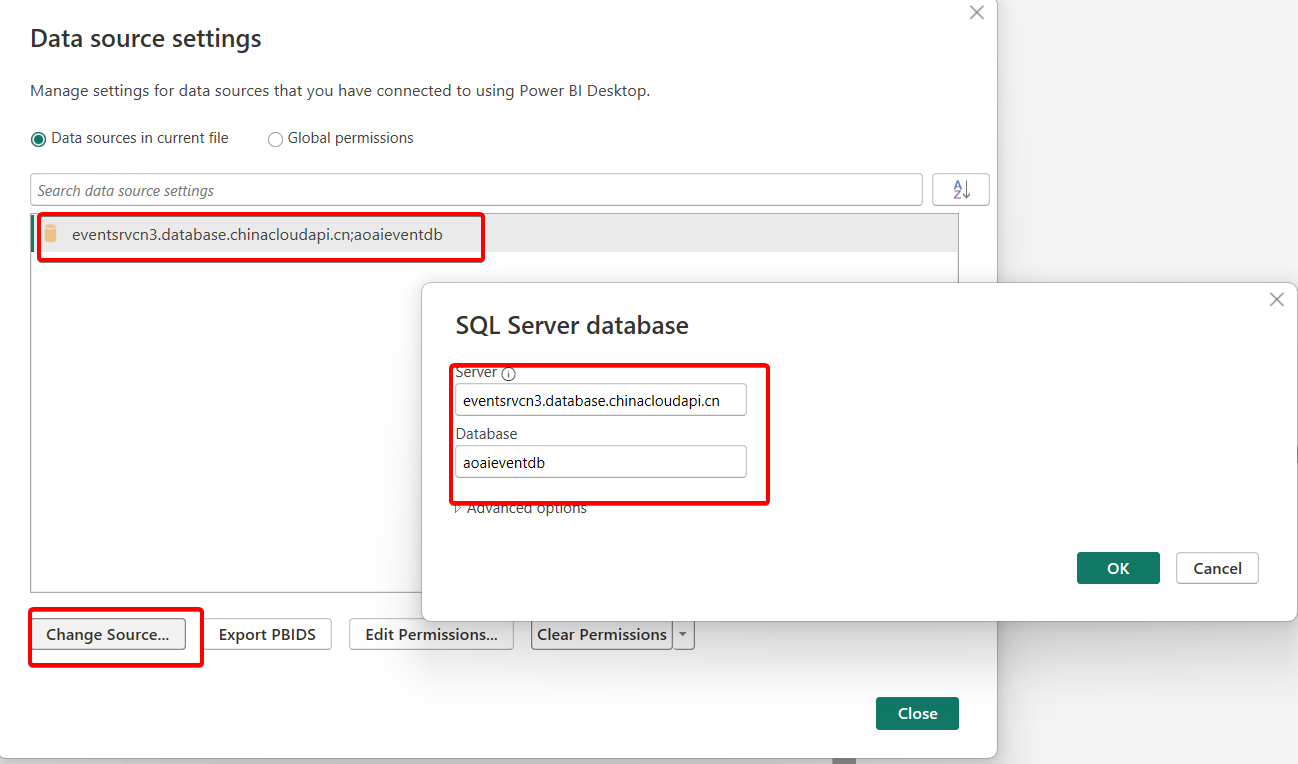 Data source settings
Manage settings for data sources that you have connected to using Power BI Desktop.
Data sources in current file
Global permissions
Search data source settings
A
Z
eventsrvcn3.database.chinacloudapi.cn;aoaieventdb
SQL Server database
Server
eventsrvcn3.database.chinacloudapi.cn
Database
aoaieventdb
Advanced options
OK
Cancel
Change Source...
Export PBIDS
Edit Permissions...
Clear Permissions
Close